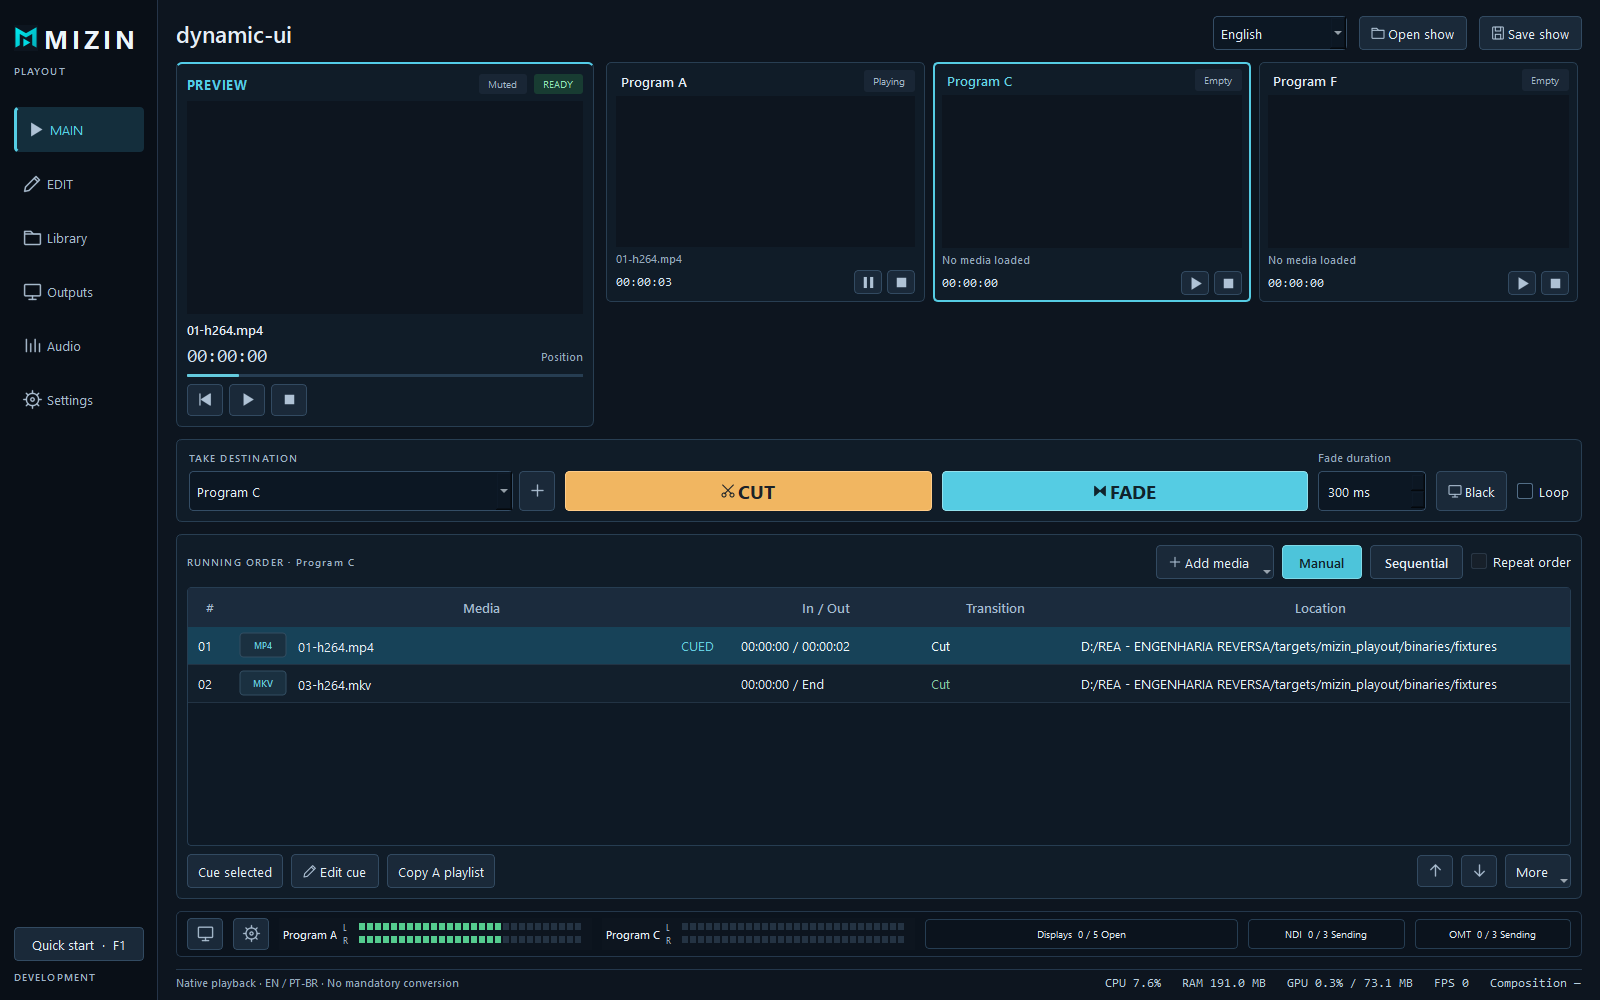 MIZIN
PLAYOUT
MAIN
EDIT
Library
Outputs
Audio
Settings
Quick start · F1
DEVELOPMENT
dynamic-ui
English
Open show
Save show
PREVIEW
Muted
READY
01-h264.mp4
00:00:00
Position
Program A
Playing
01-h264.mp4
00:00:03
Program C
Empty
No media loaded
00:00:00
Program F
Empty
No media loaded
00:00:00
TAKE DESTINATION
Program C
CUT
FADE
Fade duration
300 ms
Black
Loop
RUNNING ORDER · Program C
Add media
Manual
Sequential
Repeat order
# Media In / Out Transition Location
01 MP4 01-h264.mp4 CUED 00:00:00 / 00:00:02 Cut D:/REA - ENGENHARIA REVERSA/targets/mizin_playout/binaries/fixtures
02 MKV 03-h264.mkv 00:00:00 / End Cut D:/REA - ENGENHARIA REVERSA/targets/mizin_playout/binaries/fixtures
Cue selected
Edit cue
Copy A playlist
More
Program A L R
Program C L R
Displays 0 / 5 Open
NDI 0 / 3 Sending
OMT 0 / 3 Sending
Native playback · EN / PT-BR · No mandatory conversion
CPU 7.6% RAM 191.0 MB GPU 0.3% / 73.1 MB FPS 0 Composition —